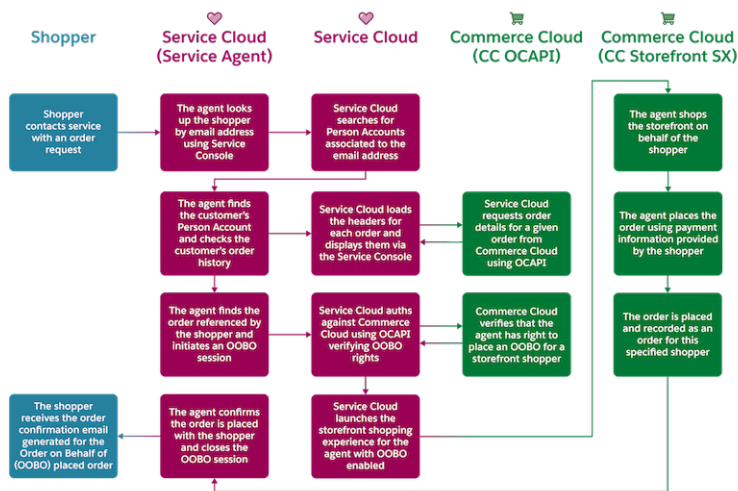 Shopper
Service Cloud
(Service Agent)
Service Cloud
Commerce Cloud
(CC OCAPI)
Commerce Cloud
(CC Storefront SX)
Shopper
contacts service
with an order
request
The agent looks
up the shopper
by email address
using Service
Console
Service Cloud
searches for
Person Accounts
associated to the
email address
The agent shops
the storefront on
behalf of the
shopper
The agent finds
the customer's
Person Account
and checks the
customer's order
history
Service Cloud loads
the headers for
each order and
displays them via
the Service Console
Service Cloud
requests order
details for a given
order from
Commerce Cloud
using OCAPI
The agent places the
order using payment
information provided
by the shopper
The agent finds the
order referenced by
the shopper and
initiates an OOBO
session
Service Cloud auths
against Commerce
Cloud using OCAPI
verifying OOBO
rights
Commerce Cloud
verifies that the
agent has right to
place an OOBO for a
storefront shopper
The order is placed
and recorded as an
order for this
specified shopper
The shopper
receives the order
confirmation email
generated for the
Order on Behalf of
(OOBO) placed order
The agent confirms
the order is placed
with the shopper
and closes the
OOBO session
Service Cloud
launches the
storefront shopping
experience for the
agent with OOBO
enabled